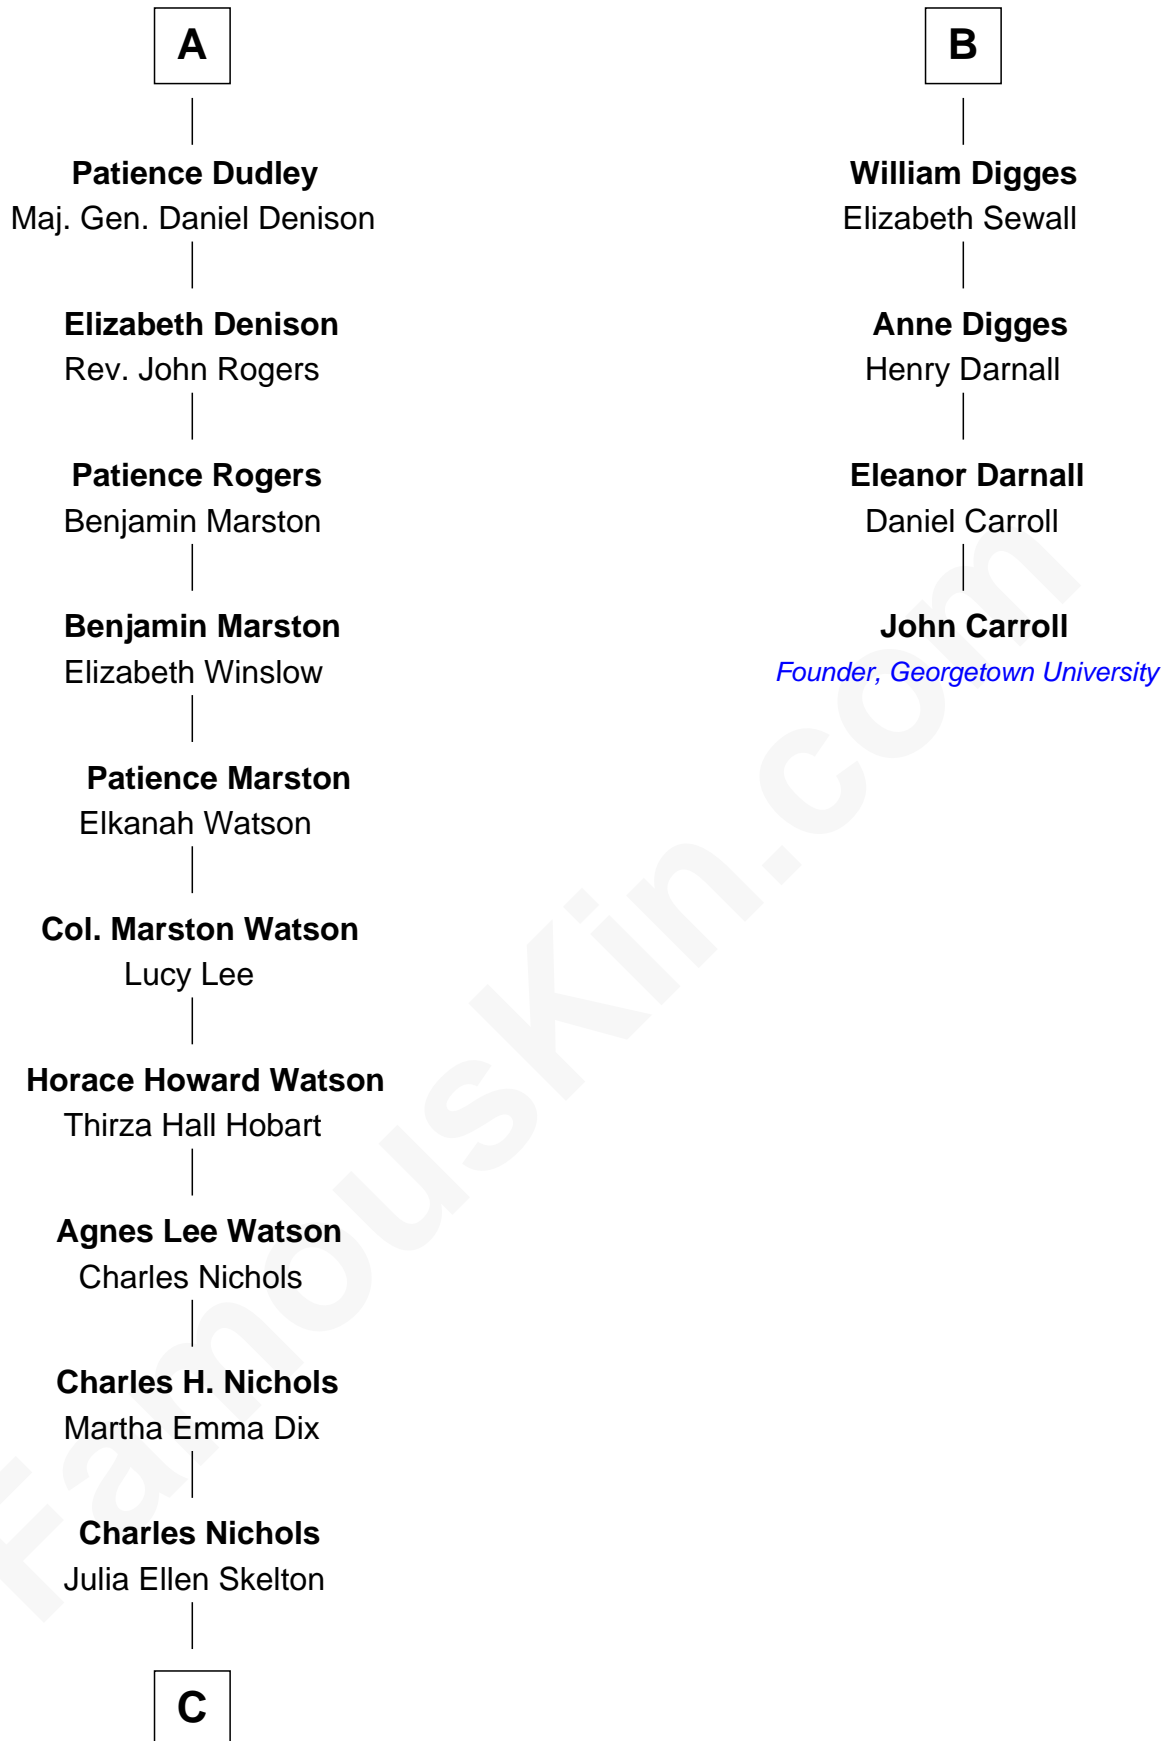 A
Patience Dudley
Maj. Gen. Daniel Denison
Elizabeth Denison
Rev. John Rogers
Patience Rogers
Benjamin Marston
Benjamin Marston
Elizabeth Winslow
Patience Marston
Elkanah Watson
Col. Marston Watson
Lucy Lee
Horace Howard Watson
Thirza Hall Hobart
Agnes Lee Watson
Charles Nichols
Charles H. Nichols
Martha Emma Dix
Charles Nichols
Julia Ellen Skelton
C
B
William Digges
Elizabeth Sewall
Anne Digges
Henry Darnall
Eleanor Darnall
Daniel Carroll
John Carroll
Founder, Georgetown University
FamousKin.com